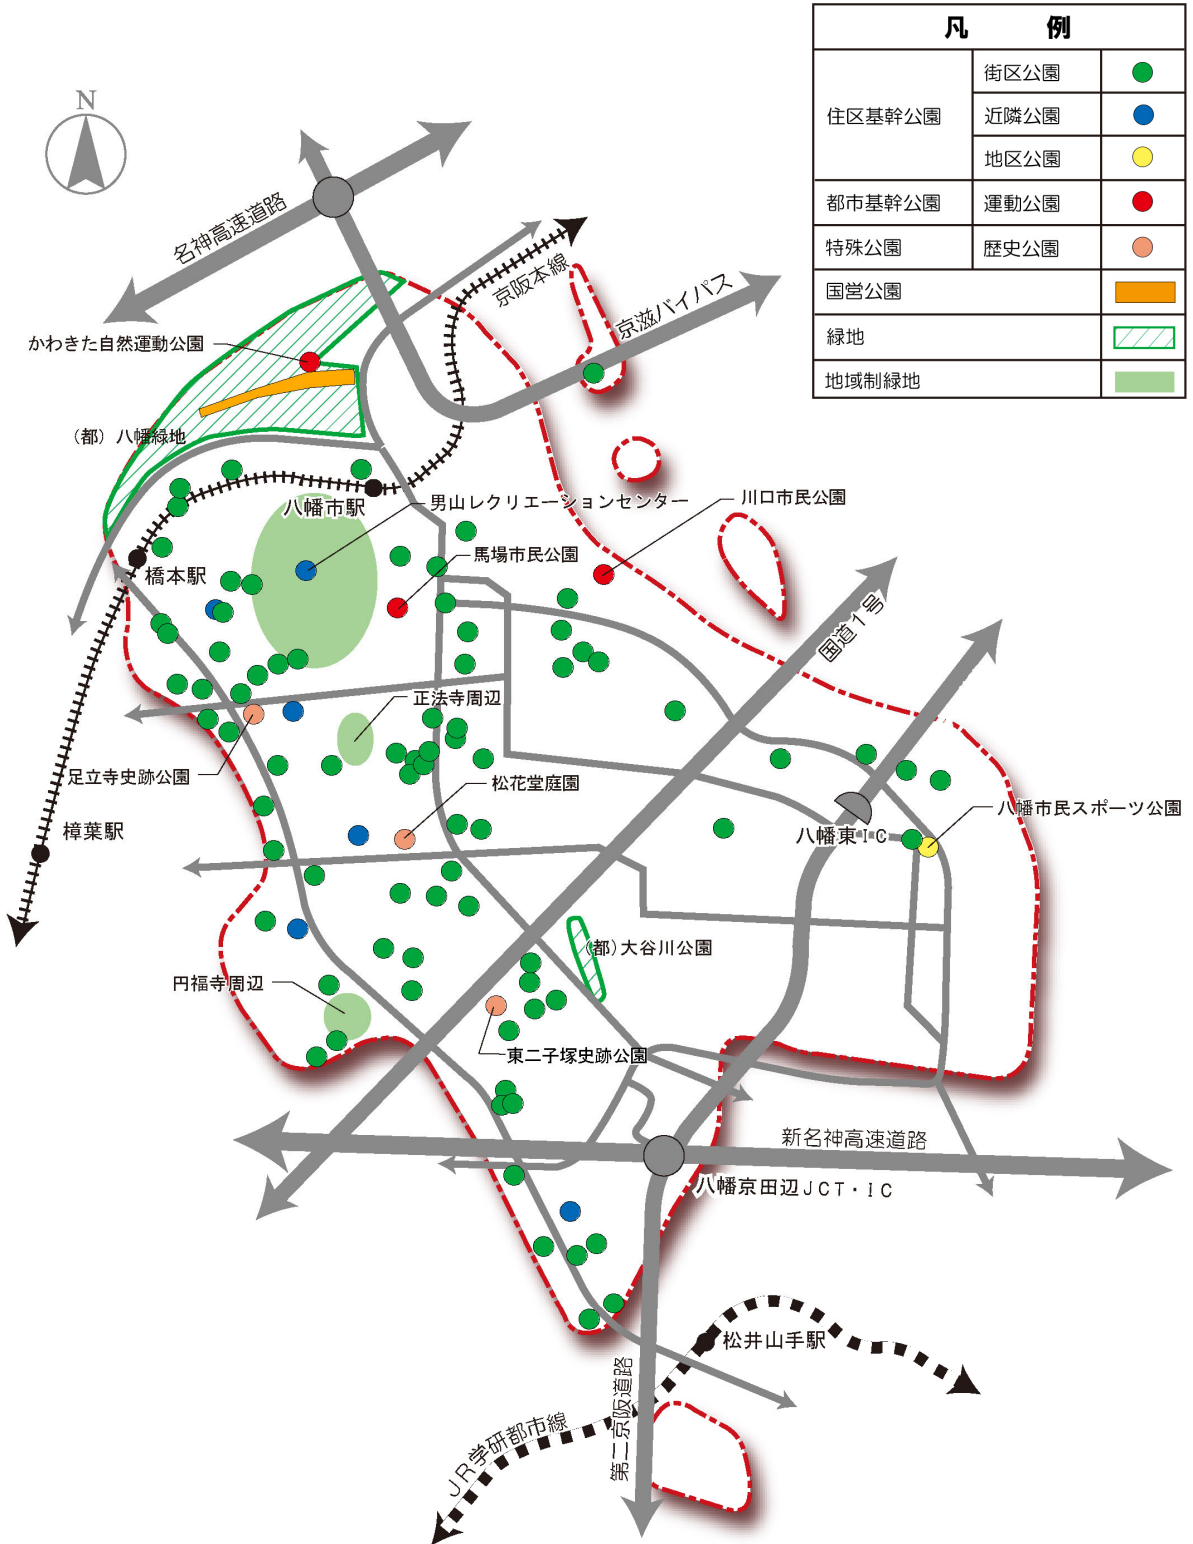 凡　例
住区基幹公園
街区公園
近隣公園
地区公園
都市基幹公園
運動公園
特殊公園
歴史公園
国営公園
緑地
地域制緑地
N
名神高速道路
京阪本線
京滋バイパス
かわきた自然運動公園
(都) 八幡緑地
八幡市駅
男山レクリエーションセンター
川口市民公園
橋本駅
馬場市民公園
国道1号
正法寺周辺
足立寺史跡公園
松花堂庭園
八幡市民スポーツ公園
樟葉駅
八幡東IC
(都)大谷川公園
円福寺周辺
東二子塚史跡公園
新名神高速道路
八幡京田辺JCT・IC
松井山手駅
第二京阪道路
JR学研都市線